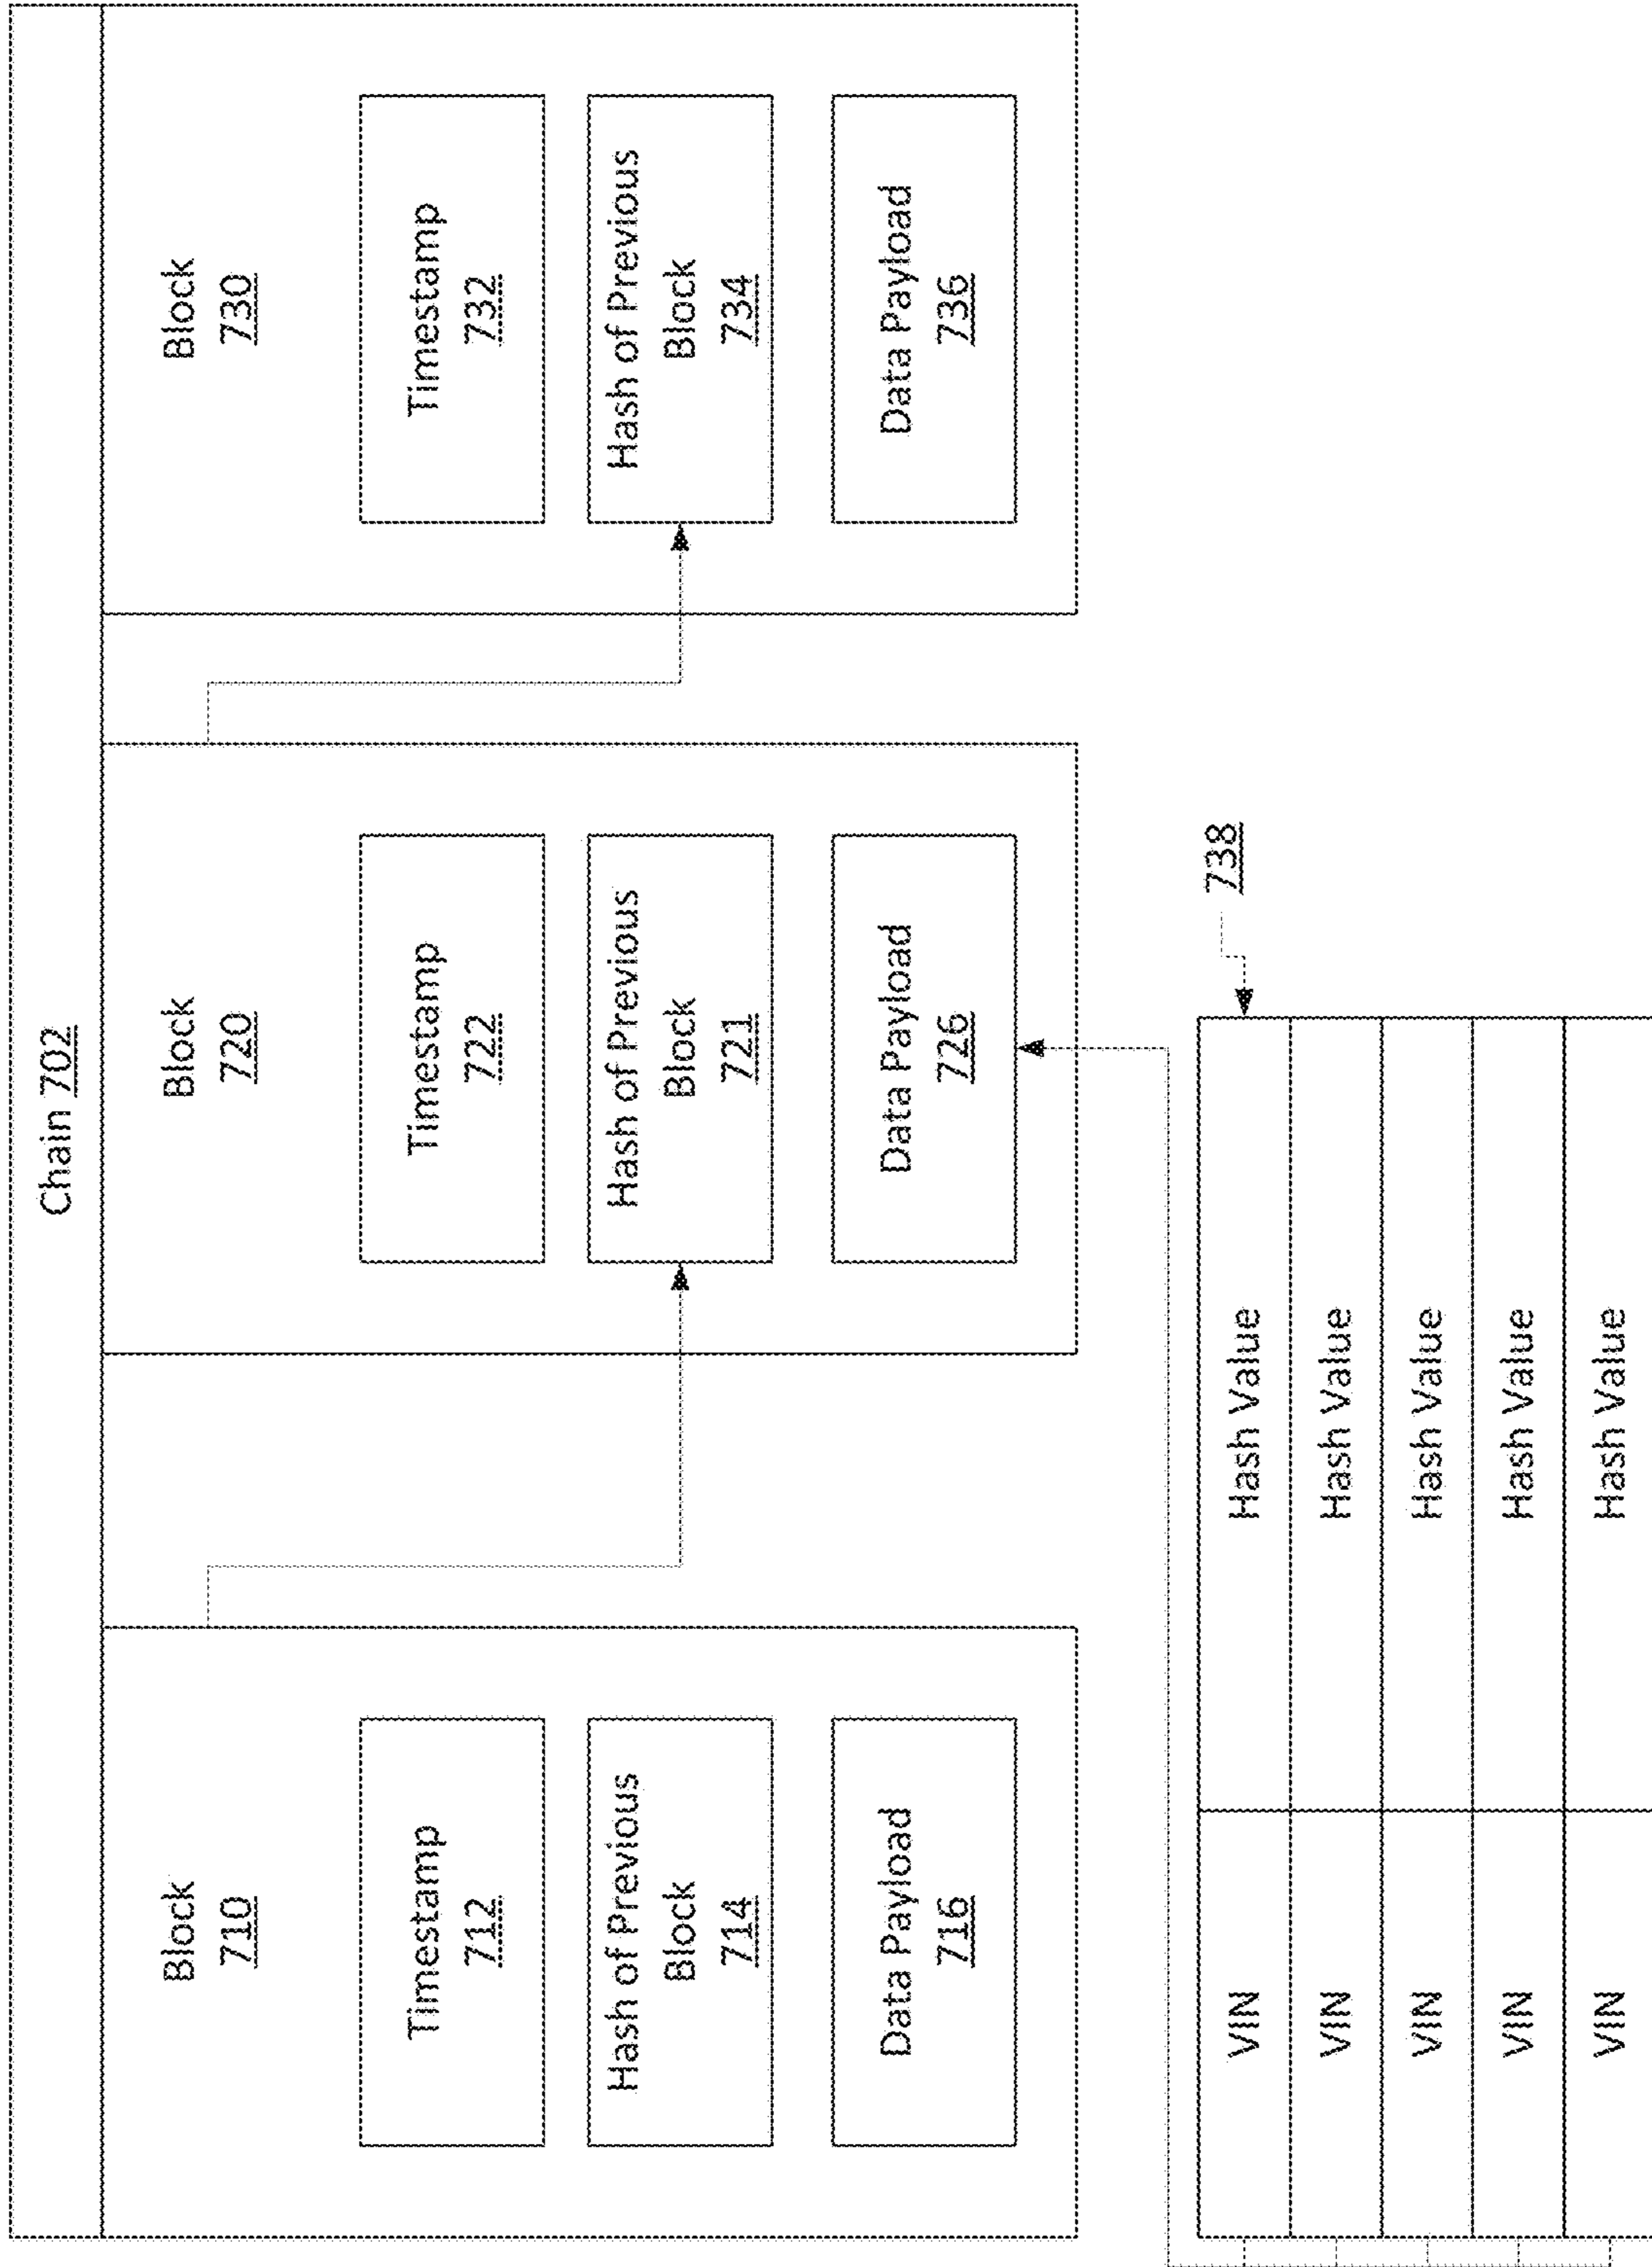 Chain 702
Block
710
Timestamp
712
Hash of Previous
Block
714
Data Payload
716
Block
720
Timestamp
722
Hash of Previous
Block
721
Data Payload
726
Block
730
Timestamp
732
Hash of Previous
Block
734
Data Payload
736
738
VIN Hash Value
VIN Hash Value
VIN Hash Value
VIN Hash Value
VIN Hash Value